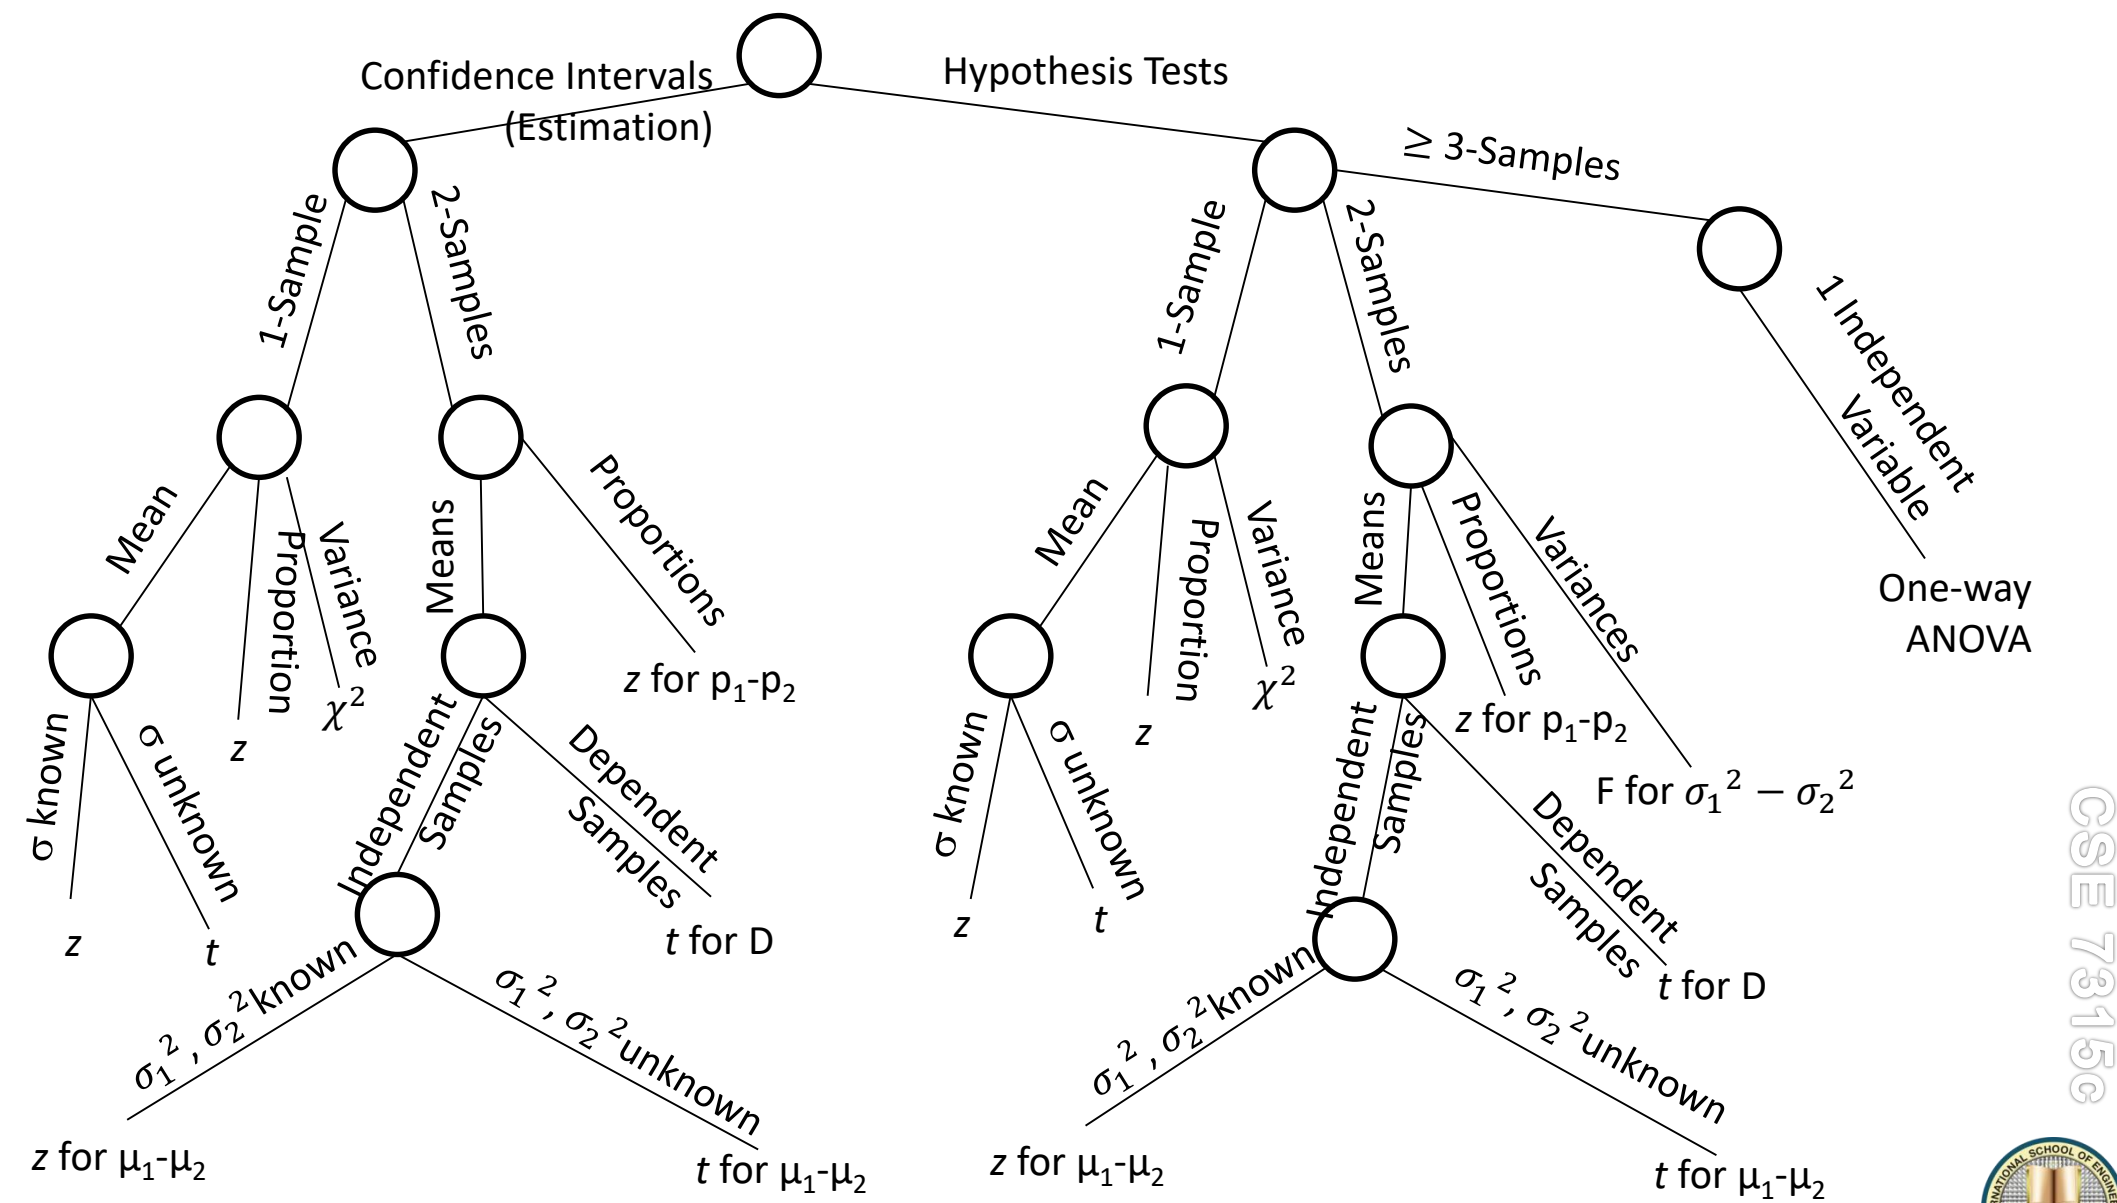 Confidence Intervals
(Estimation)
Hypothesis Tests
≥ 3-Samples
1-Sample
2-Samples
1-Sample
2-Samples
1 Independent
Variable
Mean
Proportion
Variance
Means
Proportions
Mean
Proportion
Variance
Means
Proportions
Variances
One-way
ANOVA
σ known
σ unknown
z
χ²
Independent
Samples
Dependent
Samples
z for p₁-p₂
σ known
σ unknown
z
χ²
Independent
Samples
Dependent
Samples
z for p₁-p₂
F for σ₁² − σ₂²
z
t
t for D
z
t
t for D
σ₁², σ₂² known
σ₁², σ₂² unknown
σ₁², σ₂² known
σ₁², σ₂² unknown
z for μ₁-μ₂
t for μ₁-μ₂
z for μ₁-μ₂
t for μ₁-μ₂
CSE 7315c
SCHOOL OF